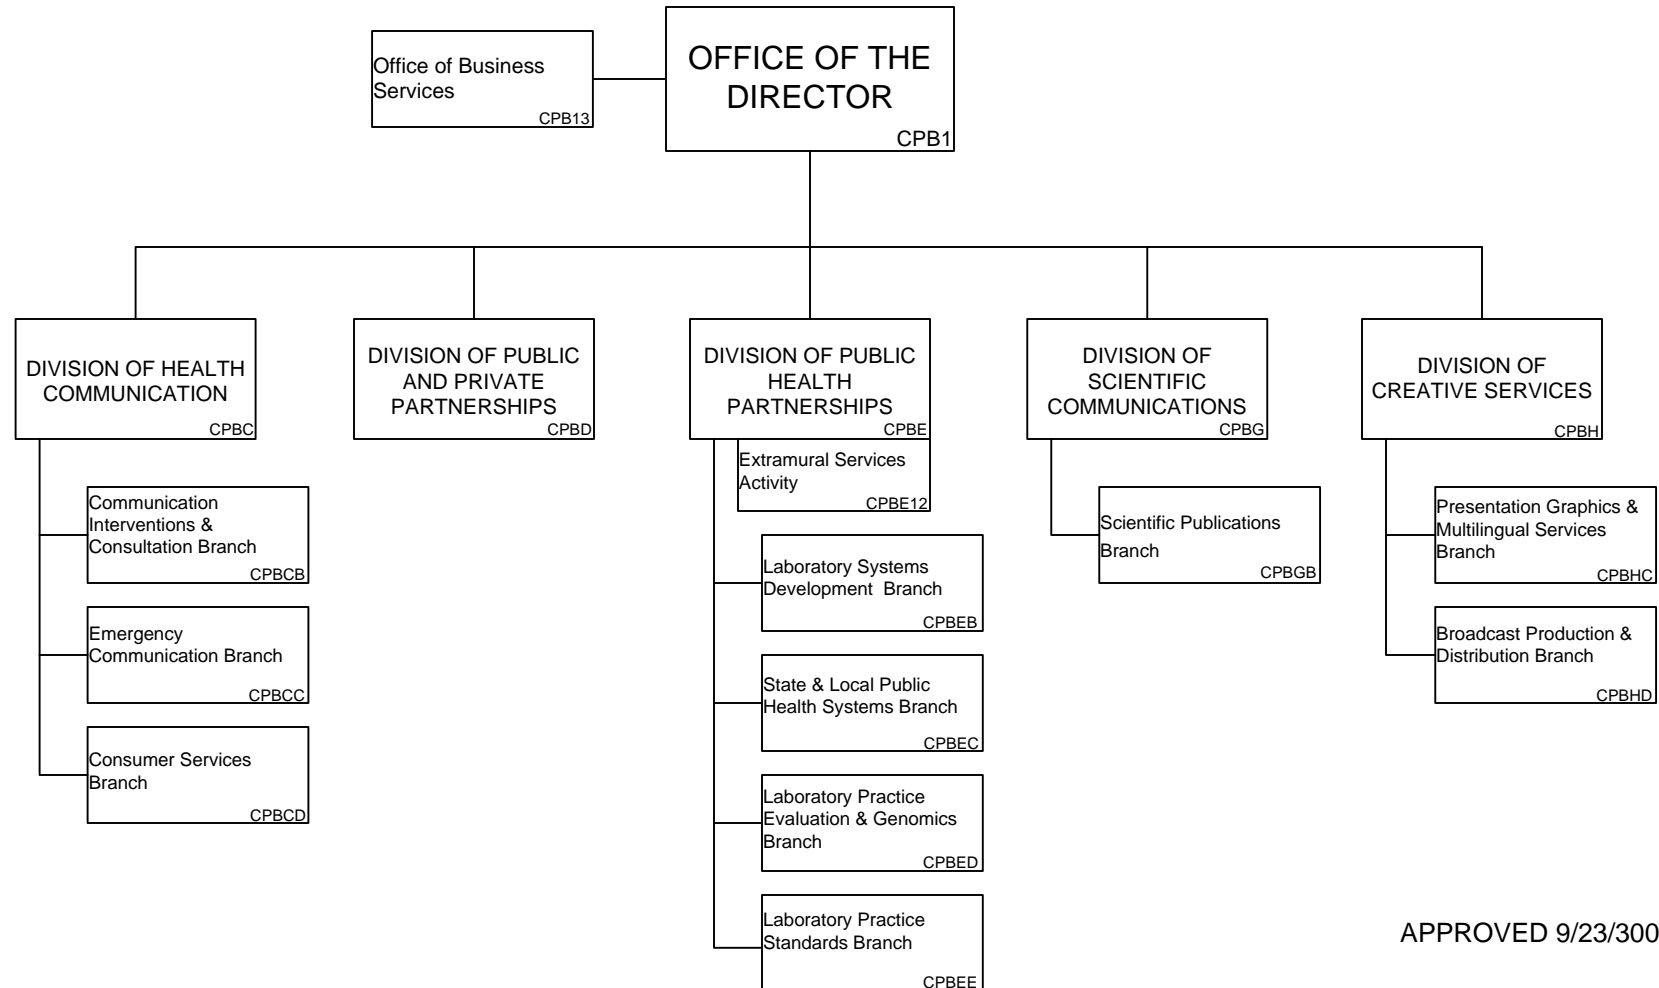 OFFICE OF THE
DIRECTOR
CPB1
Office of Business
Services
CPB13
DIVISION OF HEALTH
COMMUNICATION
CPBC
DIVISION OF PUBLIC
AND PRIVATE
PARTNERSHIPS
CPBD
DIVISION OF PUBLIC
HEALTH
PARTNERSHIPS
CPBE
DIVISION OF
SCIENTIFIC
COMMUNICATIONS
CPBG
DIVISION OF
CREATIVE SERVICES
CPBH
Communication
Interventions &
Consultation Branch
CPBCB
Emergency
Communication Branch
CPBCC
Consumer Services
Branch
CPBCD
Extramural Services
Activity
CPBE12
Laboratory Systems
Development Branch
CPBEB
State & Local Public
Health Systems Branch
CPBEC
Laboratory Practice
Evaluation & Genomics
Branch
CPBED
Laboratory Practice
Standards Branch
CPBEE
Scientific Publications
Branch
CPBGB
Presentation Graphics &
Multilingual Services
Branch
CPBHC
Broadcast Production &
Distribution Branch
CPBHD
APPROVED 9/23/300